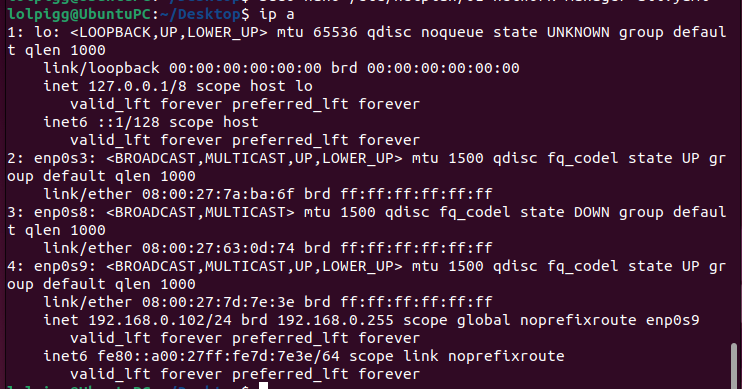 lolpigg@UbuntuPC:~/Desktop$ ip a
1: lo: <LOOPBACK,UP,LOWER_UP> mtu 65536 qdisc noqueue state UNKNOWN group defaul
t qlen 1000
    link/loopback 00:00:00:00:00:00 brd 00:00:00:00:00:00
    inet 127.0.0.1/8 scope host lo
       valid_lft forever preferred_lft forever
    inet6 ::1/128 scope host
       valid_lft forever preferred_lft forever
2: enp0s3: <BROADCAST,MULTICAST,UP,LOWER_UP> mtu 1500 qdisc fq_codel state UP gr
oup default qlen 1000
    link/ether 08:00:27:7a:ba:6f brd ff:ff:ff:ff:ff:ff
3: enp0s8: <BROADCAST,MULTICAST> mtu 1500 qdisc fq_codel state DOWN group defaul
t qlen 1000
    link/ether 08:00:27:63:0d:74 brd ff:ff:ff:ff:ff:ff
4: enp0s9: <BROADCAST,MULTICAST,UP,LOWER_UP> mtu 1500 qdisc fq_codel state UP gr
oup default qlen 1000
    link/ether 08:00:27:7d:7e:3e brd ff:ff:ff:ff:ff:ff
    inet 192.168.0.102/24 brd 192.168.0.255 scope global noprefixroute enp0s9
       valid_lft forever preferred_lft forever
    inet6 fe80::a00:27ff:fe7d:7e3e/64 scope link noprefixroute
       valid_lft forever preferred_lft forever